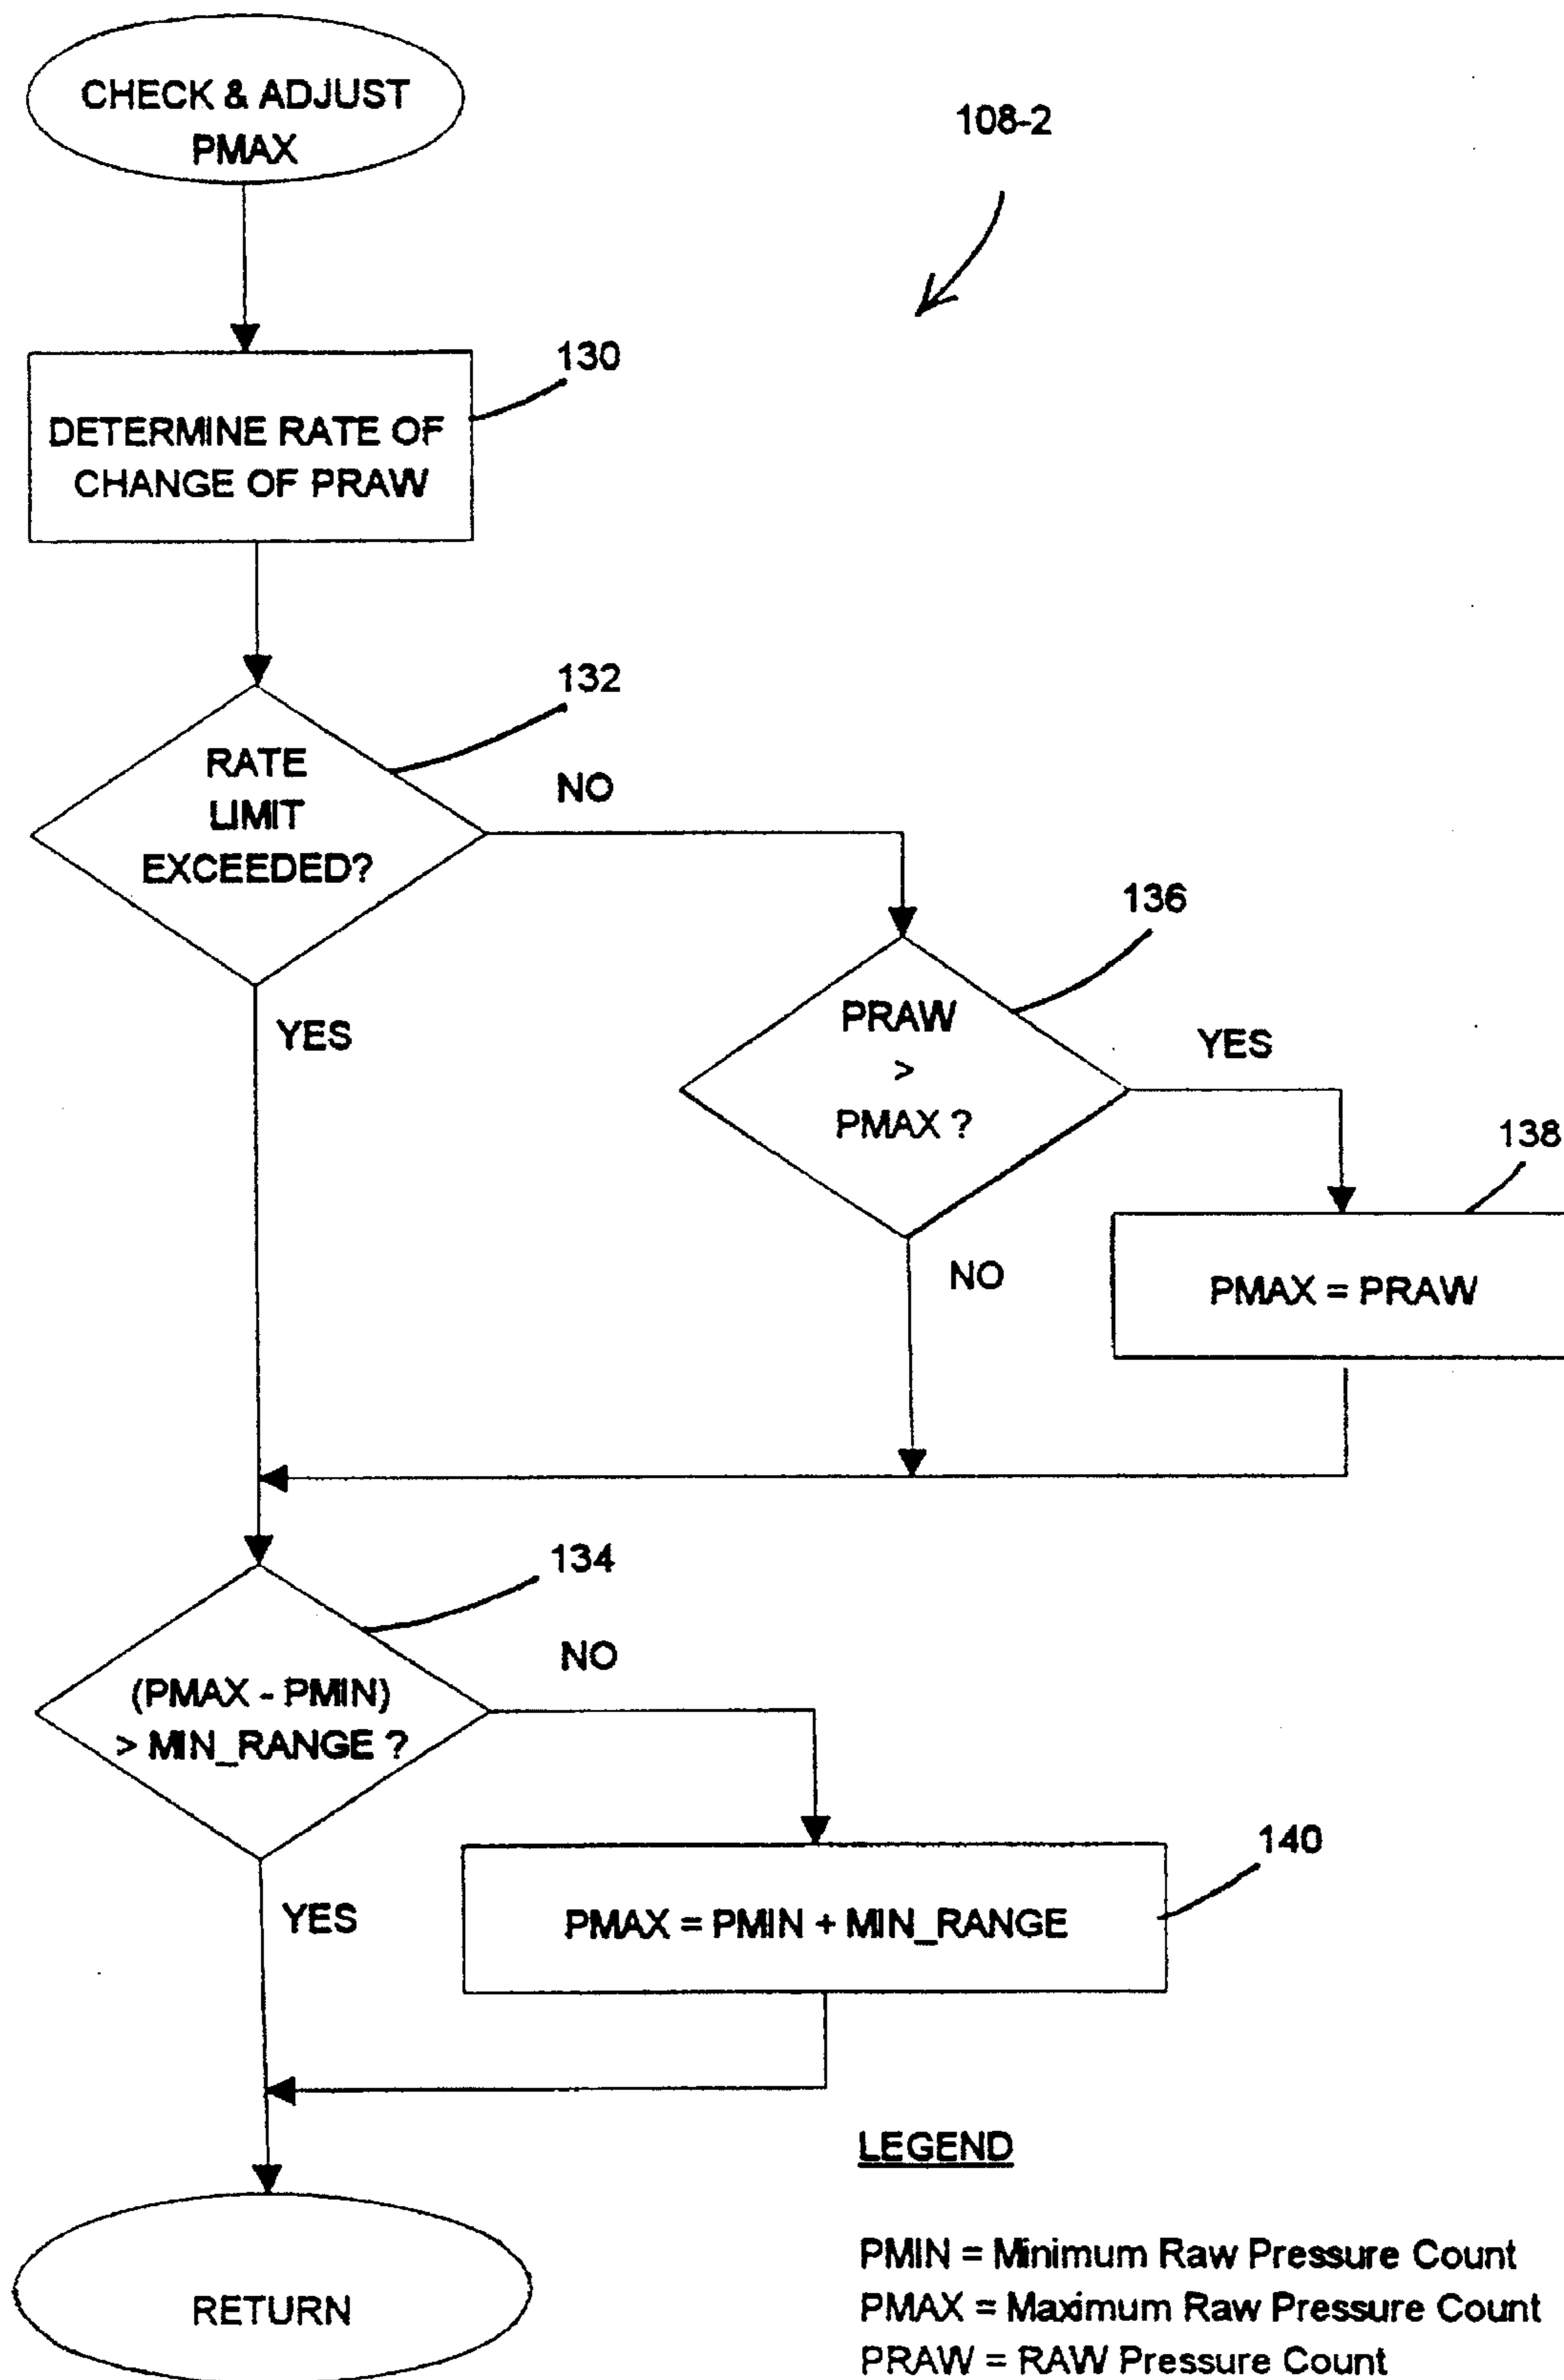 CHECK & ADJUST
PMAX
108-2
130
DETERMINE RATE OF
CHANGE OF PRAW
132
RATE
LIMIT
EXCEEDED?
NO
136
YES
PRAW
>
PMAX ?
YES
138
NO
PMAX = PRAW
134
NO
(PMAX - PMIN)
> MIN_RANGE ?
140
YES
PMAX = PMIN + MIN_RANGE
LEGEND
RETURN
PMIN = Minimum Raw Pressure Count
PMAX = Maximum Raw Pressure Count
PRAW = RAW Pressure Count